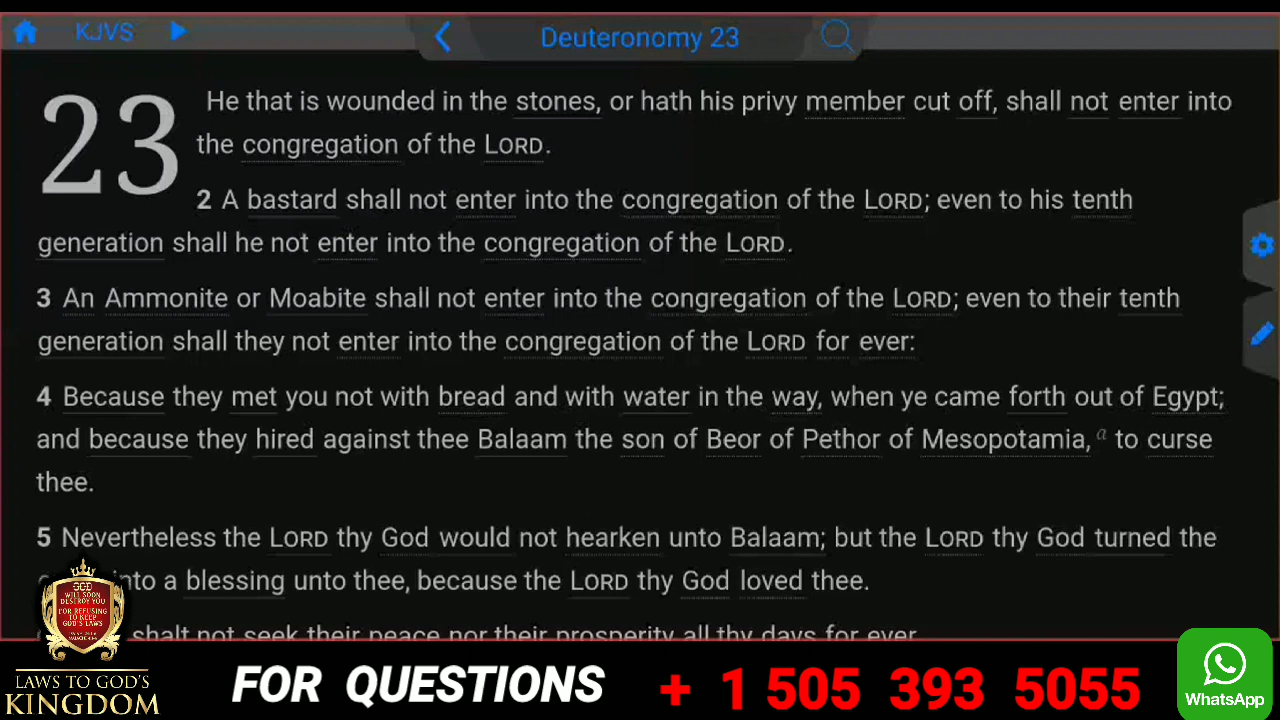 KJVS
Deuteronomy 23
23 He that is wounded in the stones, or hath his privy member cut off, shall not enter into
the congregation of the LORD.
2 A bastard shall not enter into the congregation of the LORD; even to his tenth
generation shall he not enter into the congregation of the LORD.
3 An Ammonite or Moabite shall not enter into the congregation of the LORD; even to their tenth
generation shall they not enter into the congregation of the LORD for ever:
4 Because they met you not with bread and with water in the way, when ye came forth out of Egypt;
and because they hired against thee Balaam the son of Beor of Pethor of Mesopotamia, a to curse
thee.
5 Nevertheless the LORD thy God would not hearken unto Balaam; but the LORD thy God turned the
into a blessing unto thee, because the LORD thy God loved thee.
shalt not seek their peace nor their prosperity all thy days for ever
GOD
WILL SOON
DESTROY YOU
FOR REFUSING
TO KEEP
GOD'S LAWS
LAWS TO GOD'S
KINGDOM
FOR QUESTIONS + 1 505 393 5055
WhatsApp